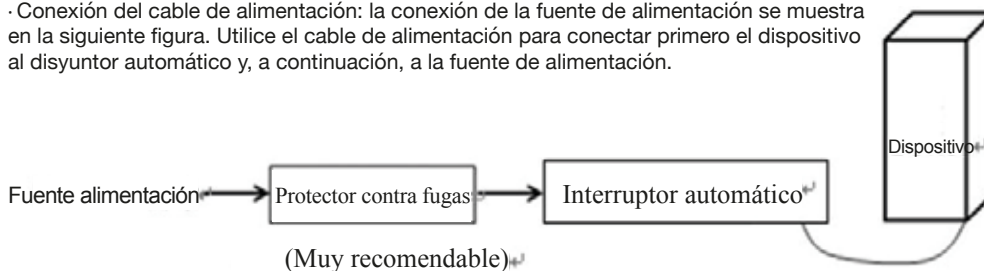 · Conexión del cable de alimentación: la conexión de la fuente de alimentación se muestra
en la siguiente figura. Utilice el cable de alimentación para conectar primero el dispositivo
al disyuntor automático y, a continuación, a la fuente de alimentación.
Dispositivo
Fuente alimentación
Protector contra fugas
Interruptor automático
(Muy recomendable)